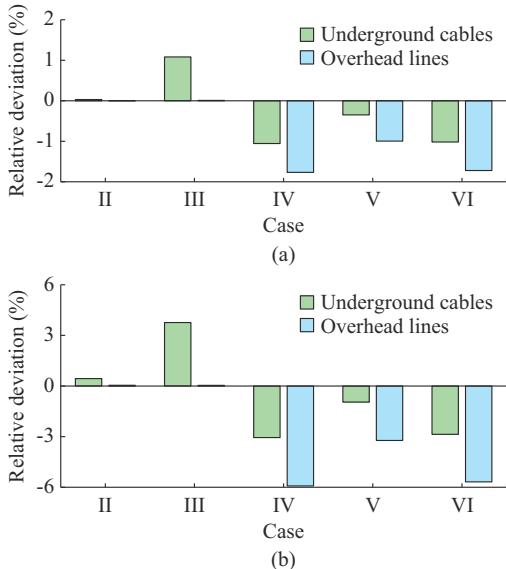 2
1
0
-1
-2
Relative deviation (%)
Underground cables
Overhead lines
II III IV V VI
Case
(a)
6
3
0
-3
-6
Relative deviation (%)
Underground cables
Overhead lines
II III IV V VI
Case
(b)